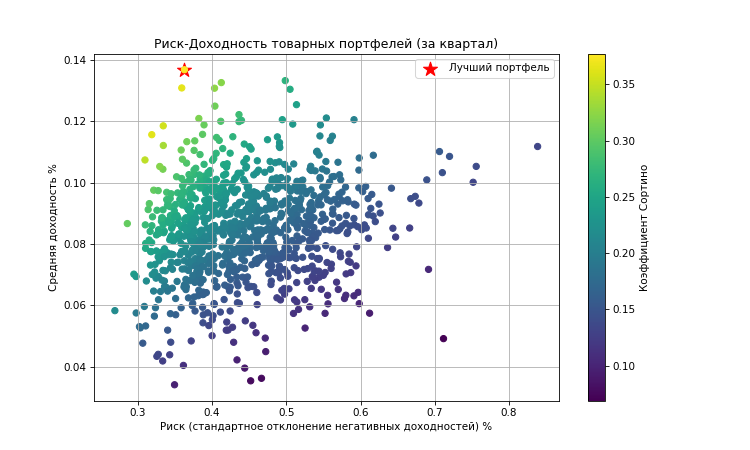 Риск-Доходность товарных портфелей (за квартал)
Лучший портфель
Средняя доходность %
0.14
0.12
0.10
0.08
0.06
0.04
0.3 0.4 0.5 0.6 0.7 0.8
Риск (стандартное отклонение негативных доходностей) %
0.35
0.30
0.25
0.20
0.15
0.10
Коэффициент Сортино